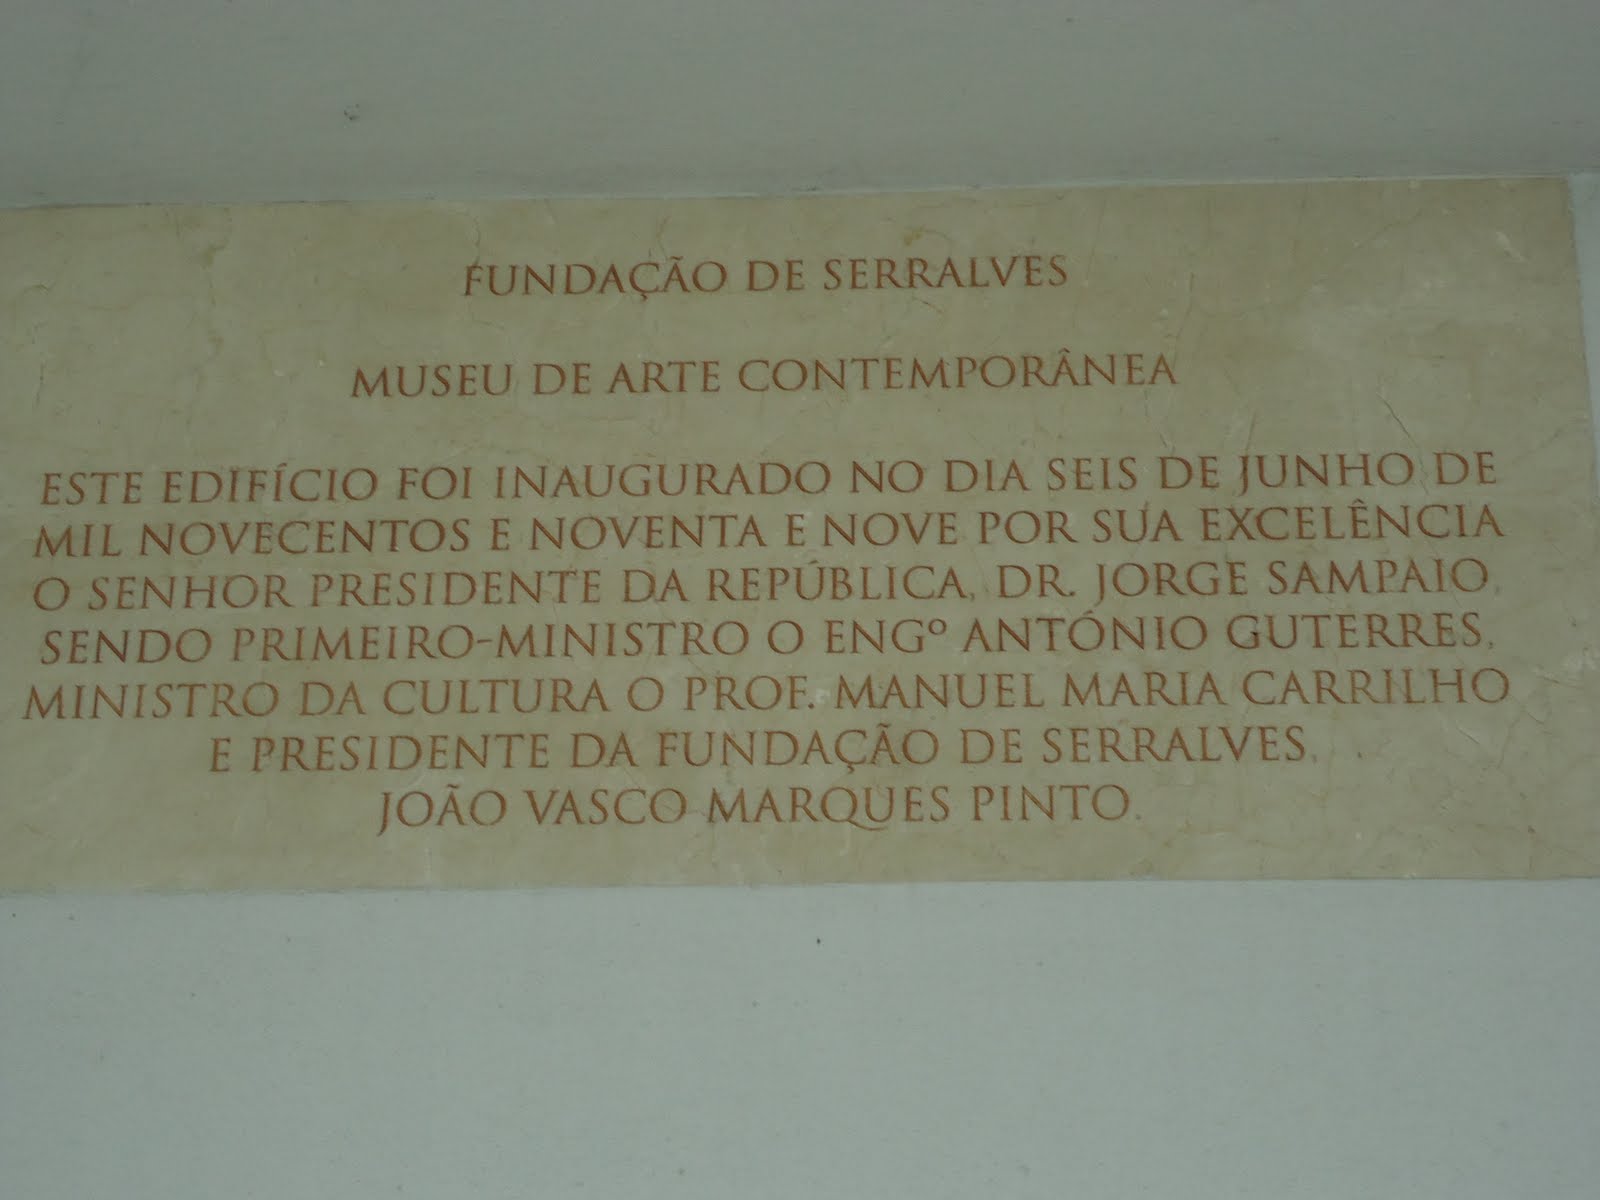 FUNDAÇÃO DE SERRALVES
MUSEU DE ARTE CONTEMPORÂNEA
ESTE EDIFÍCIO FOI INAUGURADO NO DIA SEIS DE JUNHO DE
MIL NOVECENTOS E NOVENTA E NOVE POR SUA EXCELÊNCIA
O SENHOR PRESIDENTE DA REPÚBLICA, DR. JORGE SAMPAIO,
SENDO PRIMEIRO-MINISTRO O ENGº ANTÓNIO GUTERRES,
MINISTRO DA CULTURA O PROF. MANUEL MARIA CARRILHO
E PRESIDENTE DA FUNDAÇÃO DE SERRALVES,
JOÃO VASCO MARQUES PINTO.